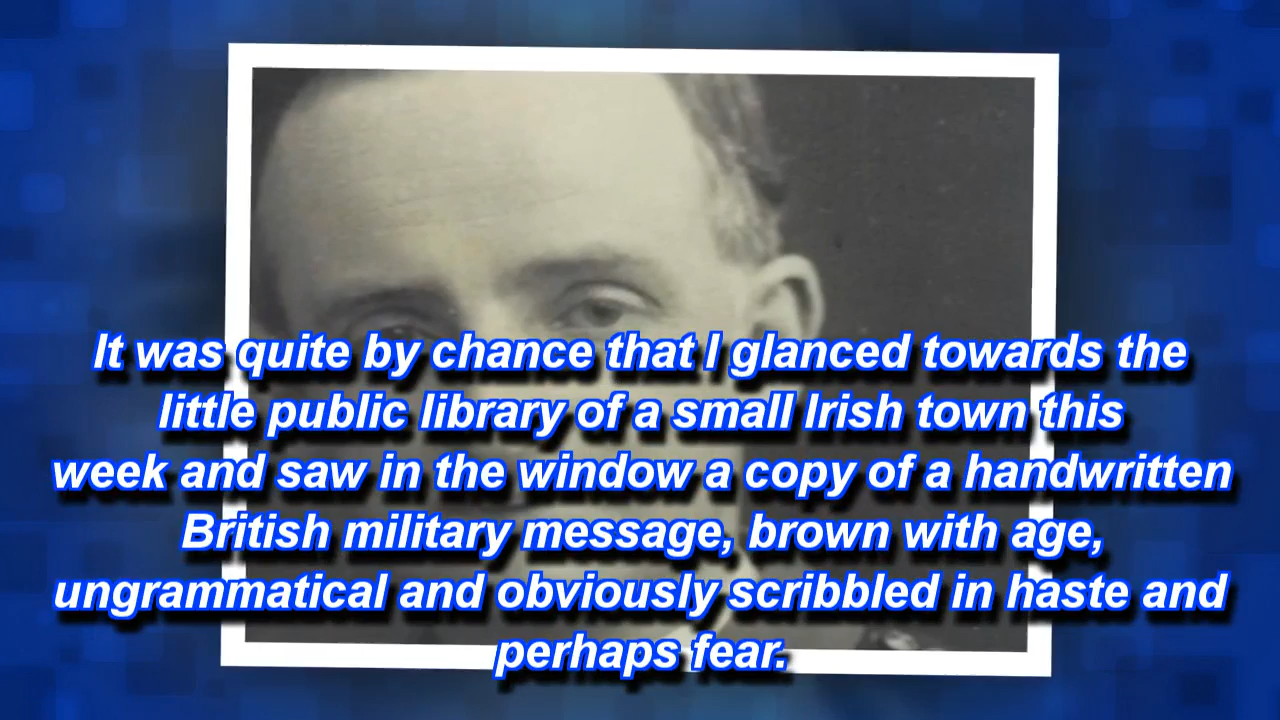 It was quite by chance that I glanced towards the
little public library of a small Irish town this
week and saw in the window a copy of a handwritten
British military message, brown with age,
ungrammatical and obviously scribbled in haste and
perhaps fear.